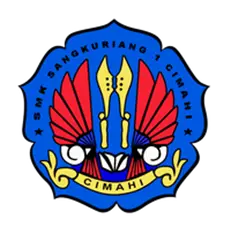 ★ SMK SANGKURIANG 1 CIMAHI ★
CIMAHI